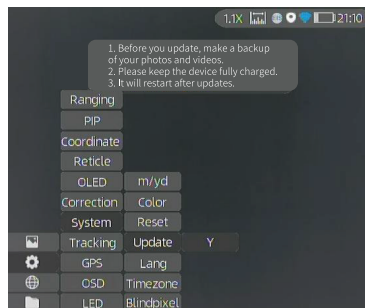 1.1X 21:10
1. Before you update, make a backup
of your photos and videos.
2. Please keep the device fully charged.
3. It will restart after updates.
Ranging
PIP
Coordinate
Reticle
OLED m/yd
Correction Color
System Reset
Tracking Update Y
GPS Lang
OSD Timezone
LED Blindpixel